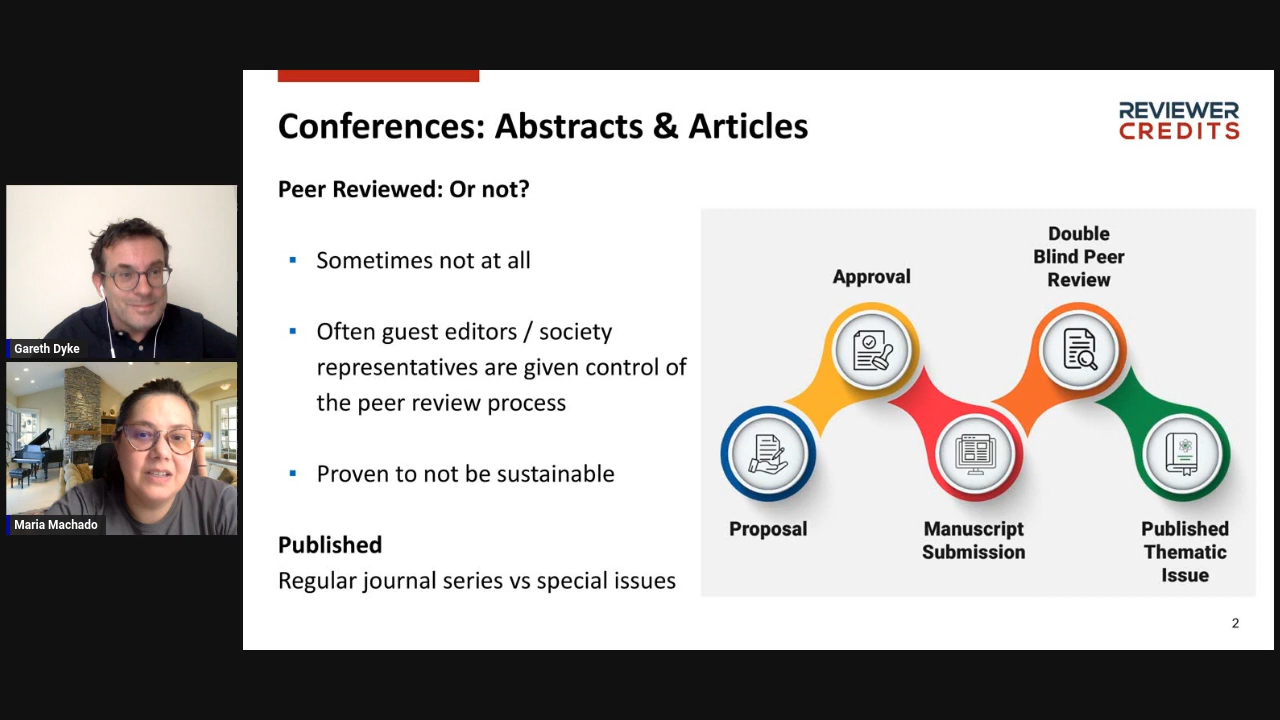 Conferences: Abstracts & Articles
REVIEWER
CREDITS
Peer Reviewed: Or not?
▪ Sometimes not at all
▪ Often guest editors / society
representatives are given control of
the peer review process
▪ Proven to not be sustainable
Published
Regular journal series vs special issues
Proposal
Approval
Manuscript
Submission
Double
Blind Peer
Review
Published
Thematic
Issue
2
Gareth Dyke
Maria Machado